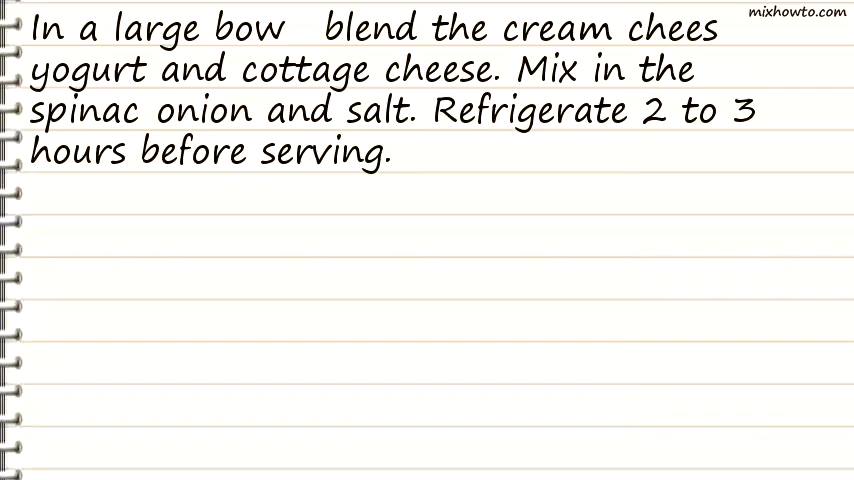 mixhowto.com
In a large bow blend the cream chees
yogurt and cottage cheese. Mix in the
spinac onion and salt. Refrigerate 2 to 3
hours before serving.